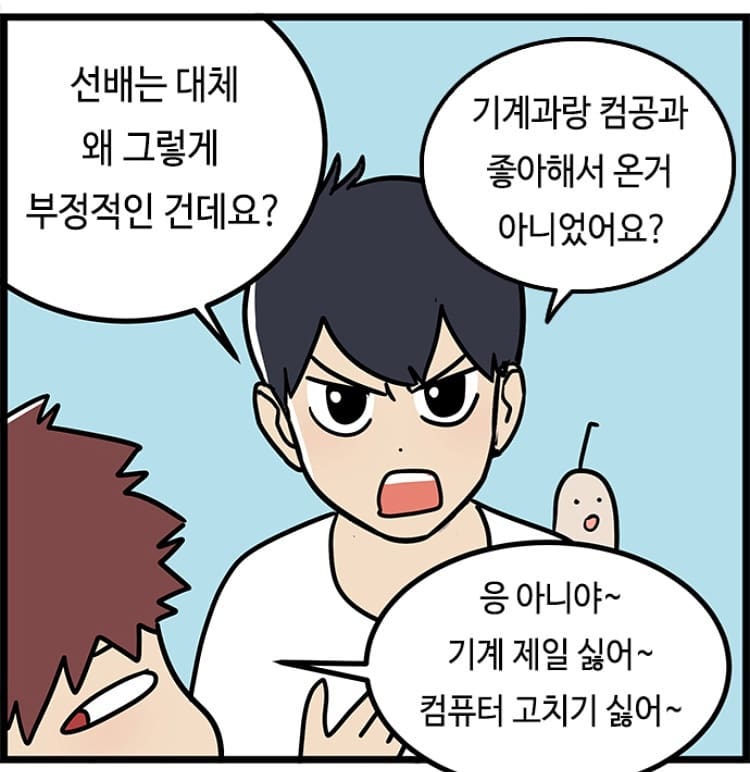 선배는 대체
왜 그렇게
부정적인 건데요?
기계과랑 컴공과
좋아해서 온거
아니었어요?
응 아니야~
기계 제일 싫어~
컴퓨터 고치기 싫어~